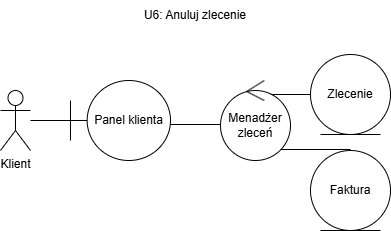 U6: Anuluj zlecenie
Klient
Panel klienta
Menadżer
zleceń
Zlecenie
Faktura